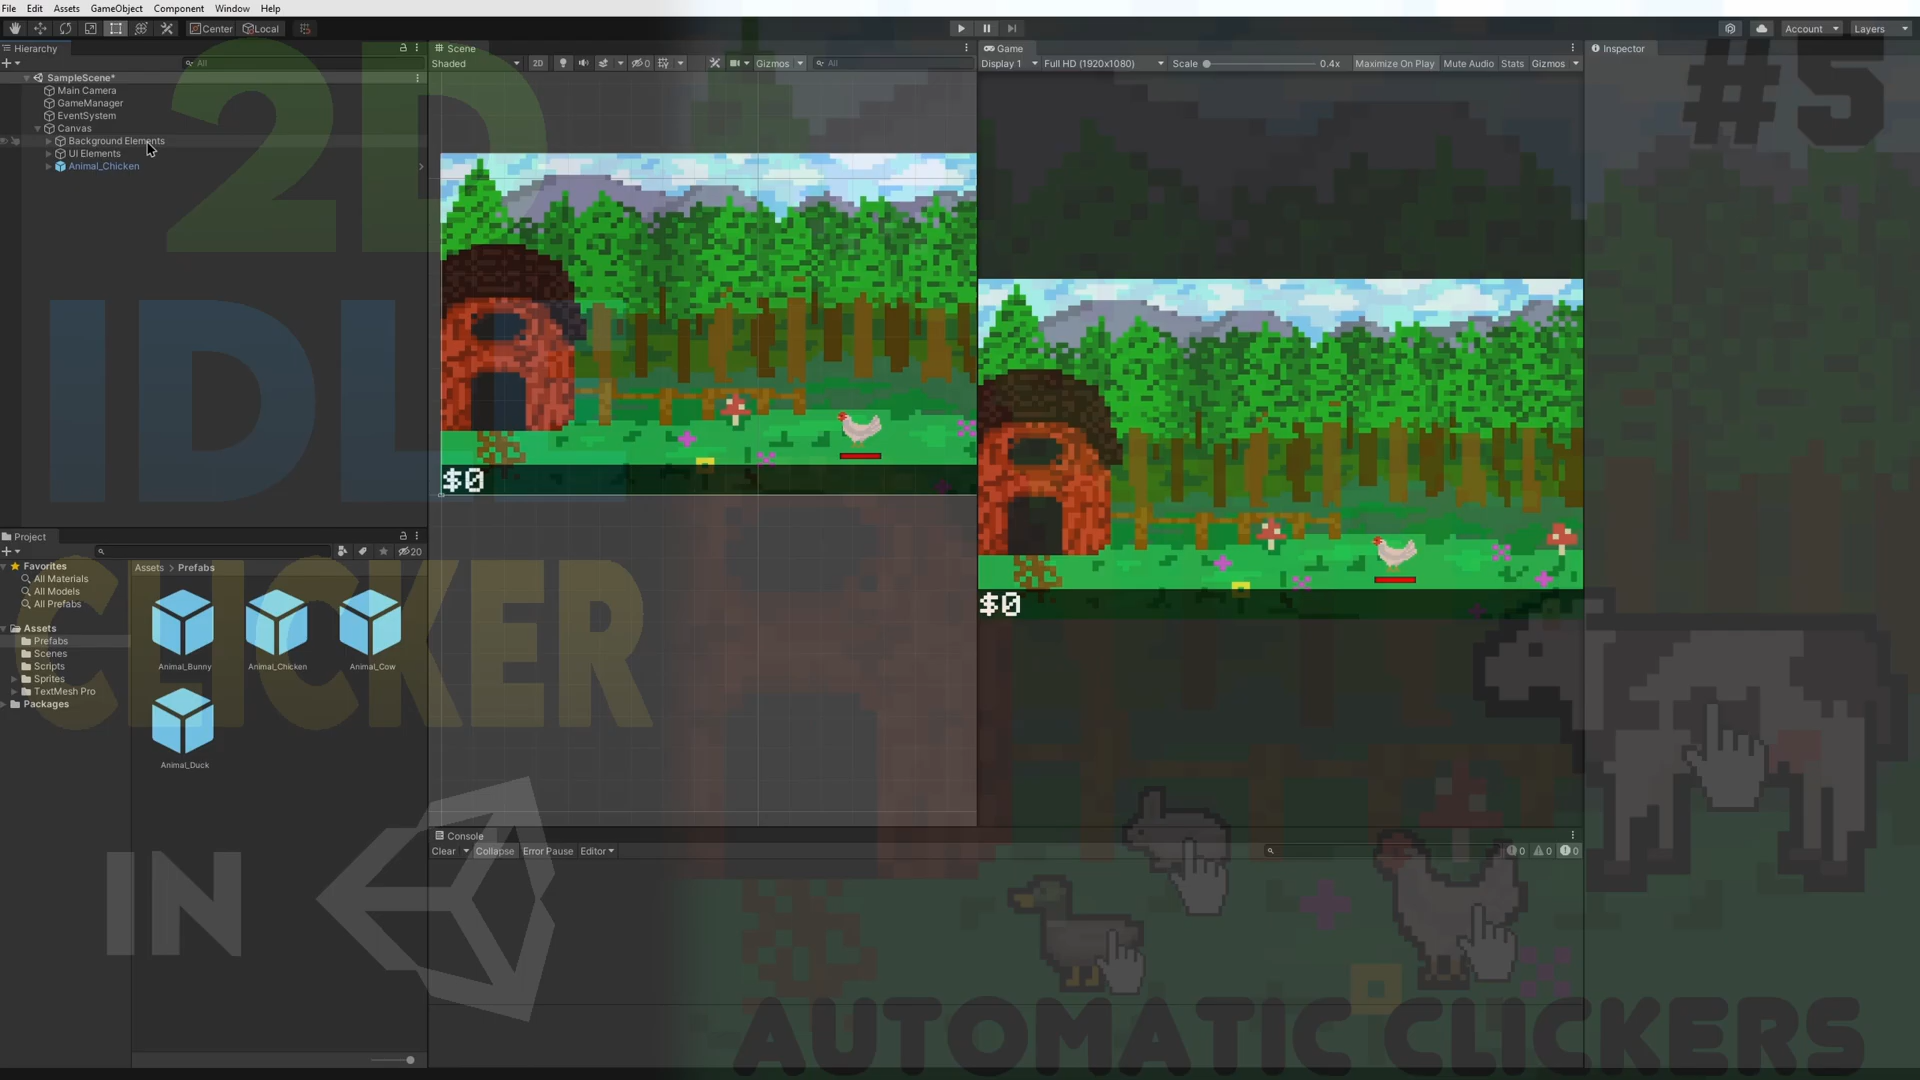 File Edit Assets GameObject Component Window Help
Center Local
Account Layers
Hierarchy
All
SampleScene*
Main Camera
GameManager
EventSystem
Canvas
Background Elements
UI Elements
Animal_Chicken
Scene
Shaded 2D 0 Gizmos All
$0
Game
Display 1 Full HD (1920x1080) Scale 0.4x Maximize On Play Mute Audio Stats Gizmos
$0
Inspector
#5
2D
IDLE
CLICKER
IN
AUTOMATIC CLICKERS
Project
20
Favorites
All Materials
All Models
All Prefabs
Assets
Prefabs
Scenes
Scripts
Sprites
TextMesh Pro
Packages
Assets > Prefabs
Animal_Bunny
Animal_Chicken
Animal_Cow
Animal_Duck
Console
Clear Collapse Error Pause Editor
0 0 0